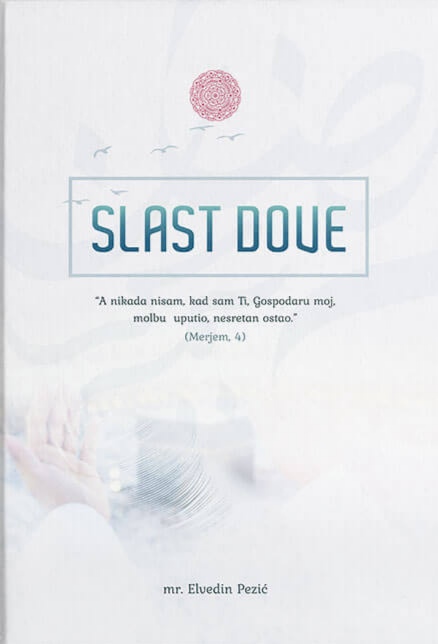 SLAST DOVE
“A nikada nisam, kad sam Ti, Gospodaru moj,
molbu uputio, nesretan ostao.”
(Merjem, 4)
mr. Elvedin Pezić